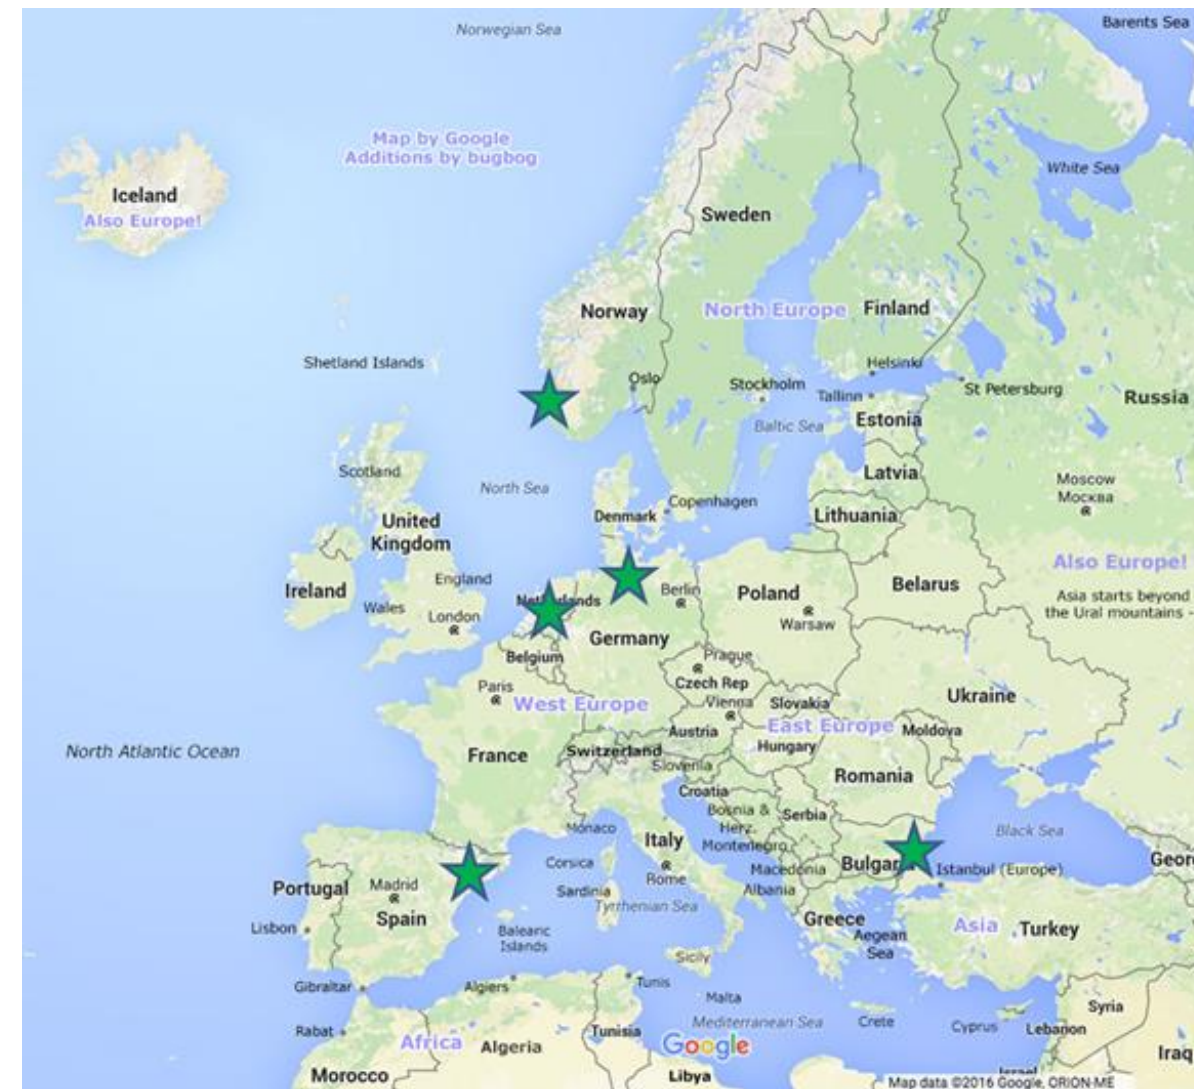 Norwegian Sea
Barents Sea
Map by Google
Additions by bugbog
White Sea
Iceland
Also Europe!
Sweden
Norway
North Europe
Finland
Shetland Islands
Helsinki
Oslo
Stockholm
Tallinn
St Petersburg
Russia
Baltic Sea
Estonia
Scotland
Latvia
North Sea
Moscow
Москва
Copenhagen
Denmark
Lithuania
United
Kingdom
Also Europe!
England
Ireland
Belarus
Berlin
Poland
Asia starts beyond
the Ural mountains -
Wales
London
Warsaw
Germany
Belgium
Prague
Czech Rep
Paris
West Europe
Vienna
Slovakia
Ukraine
East Europe
Moldova
Austria
North Atlantic Ocean
France
Switzerland
Hungary
Slovenia
Romania
Croatia
Bosnia &
Herz.
Serbia
Monaco
Italy
Montenegro
Black Sea
Corsica
Rome
Macedonia
Istanbul (Europe)
Portugal
Madrid
Sardinia
Albania
Tyrrhenian Sea
Spain
Lisbon
Balearic
Islands
Greece
Aegean
Sea
Asia
Turkey
Sicily
Gibraltar
Algiers
Tunis
Malta
Mediterranean Sea
Crete
Cyprus
Syria
Lebanon
Rabat
Africa
Algeria
Tunisia
Google
Iraq
Morocco
Libya
Map data ©2016 Google, ORION-ME